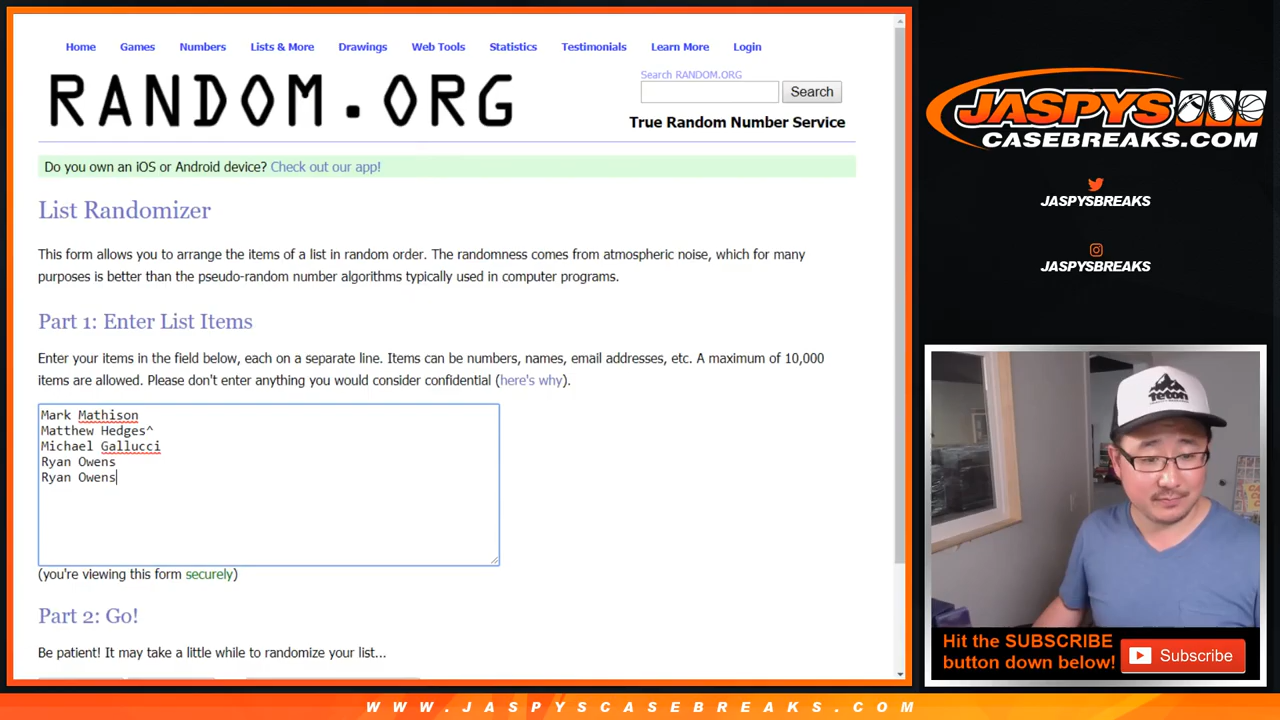 Home Games Numbers Lists & More Drawings Web Tools Statistics Testimonials Learn More Login
RANDOM.ORG
Search RANDOM.ORG
Search
True Random Number Service
Do you own an iOS or Android device? Check out our app!
List Randomizer
This form allows you to arrange the items of a list in random order. The randomness comes from atmospheric noise, which for many
purposes is better than the pseudo-random number algorithms typically used in computer programs.
Part 1: Enter List Items
Enter your items in the field below, each on a separate line. Items can be numbers, names, email addresses, etc. A maximum of 10,000
items are allowed. Please don't enter anything you would consider confidential (here's why).
Mark Mathison
Matthew Hedges^
Michael Gallucci
Ryan Owens
Ryan Owens
(you're viewing this form securely)
Part 2: Go!
Be patient! It may take a little while to randomize your list...
JASPYS
CASEBREAKS.COM
JASPYSBREAKS
JASPYSBREAKS
Teton
Hit the SUBSCRIBE
button down below!
Subscribe
WWW.JASPYSCASEBREAKS.COM